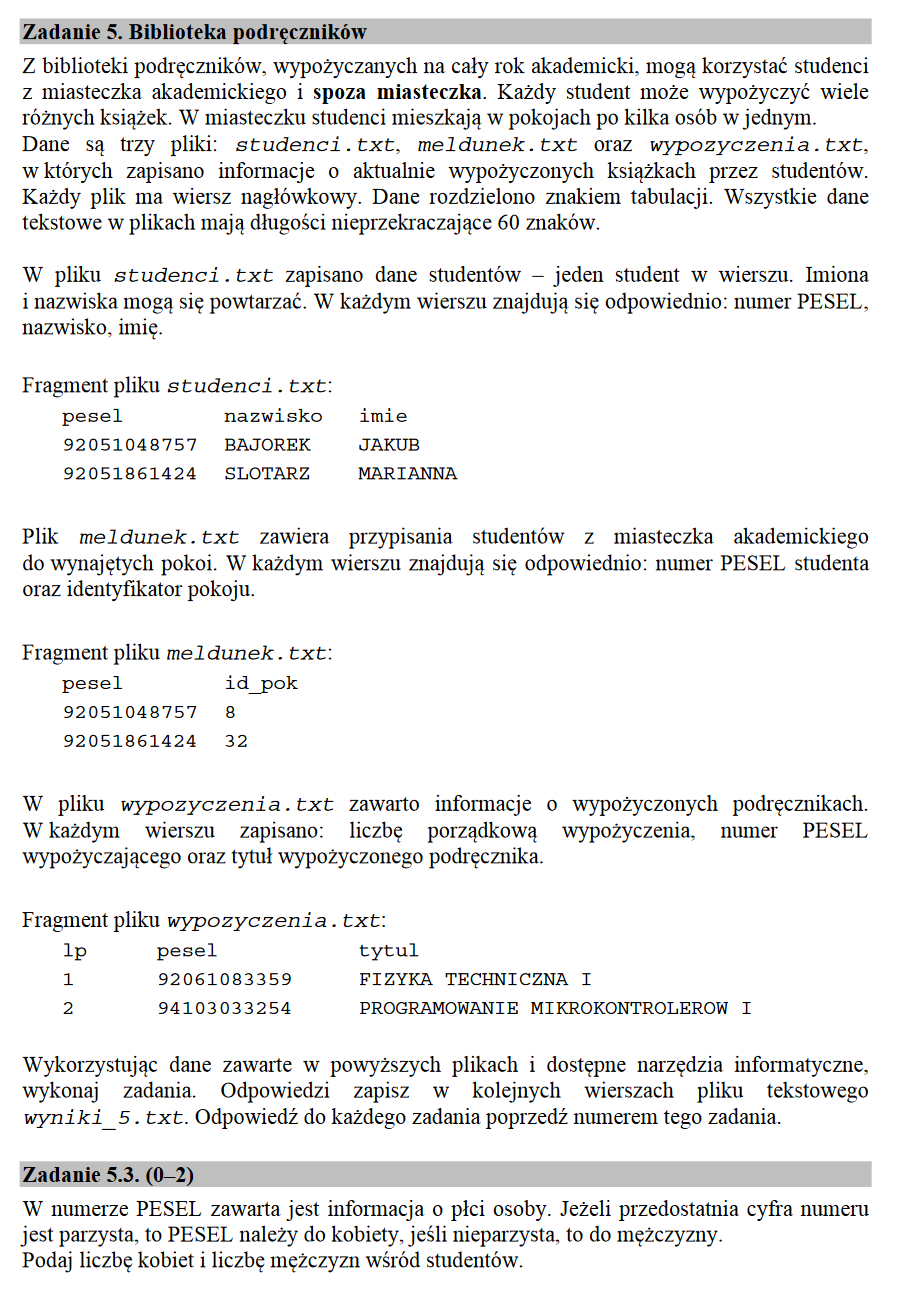 Zadanie 5. Biblioteka podręczników
Z biblioteki podręczników, wypożyczanych na cały rok akademicki, mogą korzystać studenci
z miasteczka akademickiego i spoza miasteczka. Każdy student może wypożyczyć wiele
różnych książek. W miasteczku studenci mieszkają w pokojach po kilka osób w jednym.
Dane są trzy pliki: studenci.txt, meldunek.txt oraz wypozyczenia.txt,
w których zapisano informacje o aktualnie wypożyczonych książkach przez studentów.
Każdy plik ma wiersz nagłówkowy. Dane rozdzielono znakiem tabulacji. Wszystkie dane
tekstowe w plikach mają długości nieprzekraczające 60 znaków.
W pliku studenci.txt zapisano dane studentów – jeden student w wierszu. Imiona
i nazwiska mogą się powtarzać. W każdym wierszu znajdują się odpowiednio: numer PESEL,
nazwisko, imię.
Fragment pliku studenci.txt:
pesel nazwisko imie
92051048757 BAJOREK JAKUB
92051861424 SLOTARZ MARIANNA
Plik meldunek.txt zawiera przypisania studentów z miasteczka akademickiego
do wynajętych pokoi. W każdym wierszu znajdują się odpowiednio: numer PESEL studenta
oraz identyfikator pokoju.
Fragment pliku meldunek.txt:
pesel id_pok
92051048757 8
92051861424 32
W pliku wypozyczenia.txt zawarto informacje o wypożyczonych podręcznikach.
W każdym wierszu zapisano: liczbę porządkową wypożyczenia, numer PESEL
wypożyczającego oraz tytuł wypożyczonego podręcznika.
Fragment pliku wypozyczenia.txt:
lp pesel tytul
1 92061083359 FIZYKA TECHNICZNA I
2 94103033254 PROGRAMOWANIE MIKROKONTROLEROW I
Wykorzystując dane zawarte w powyższych plikach i dostępne narzędzia informatyczne,
wykonaj zadania. Odpowiedzi zapisz w kolejnych wierszach pliku tekstowego
wyniki_5.txt. Odpowiedź do każdego zadania poprzedź numerem tego zadania.
Zadanie 5.3. (0–2)
W numerze PESEL zawarta jest informacja o płci osoby. Jeżeli przedostatnia cyfra numeru
jest parzysta, to PESEL należy do kobiety, jeśli nieparzysta, to do mężczyzny.
Podaj liczbę kobiet i liczbę mężczyzn wśród studentów.